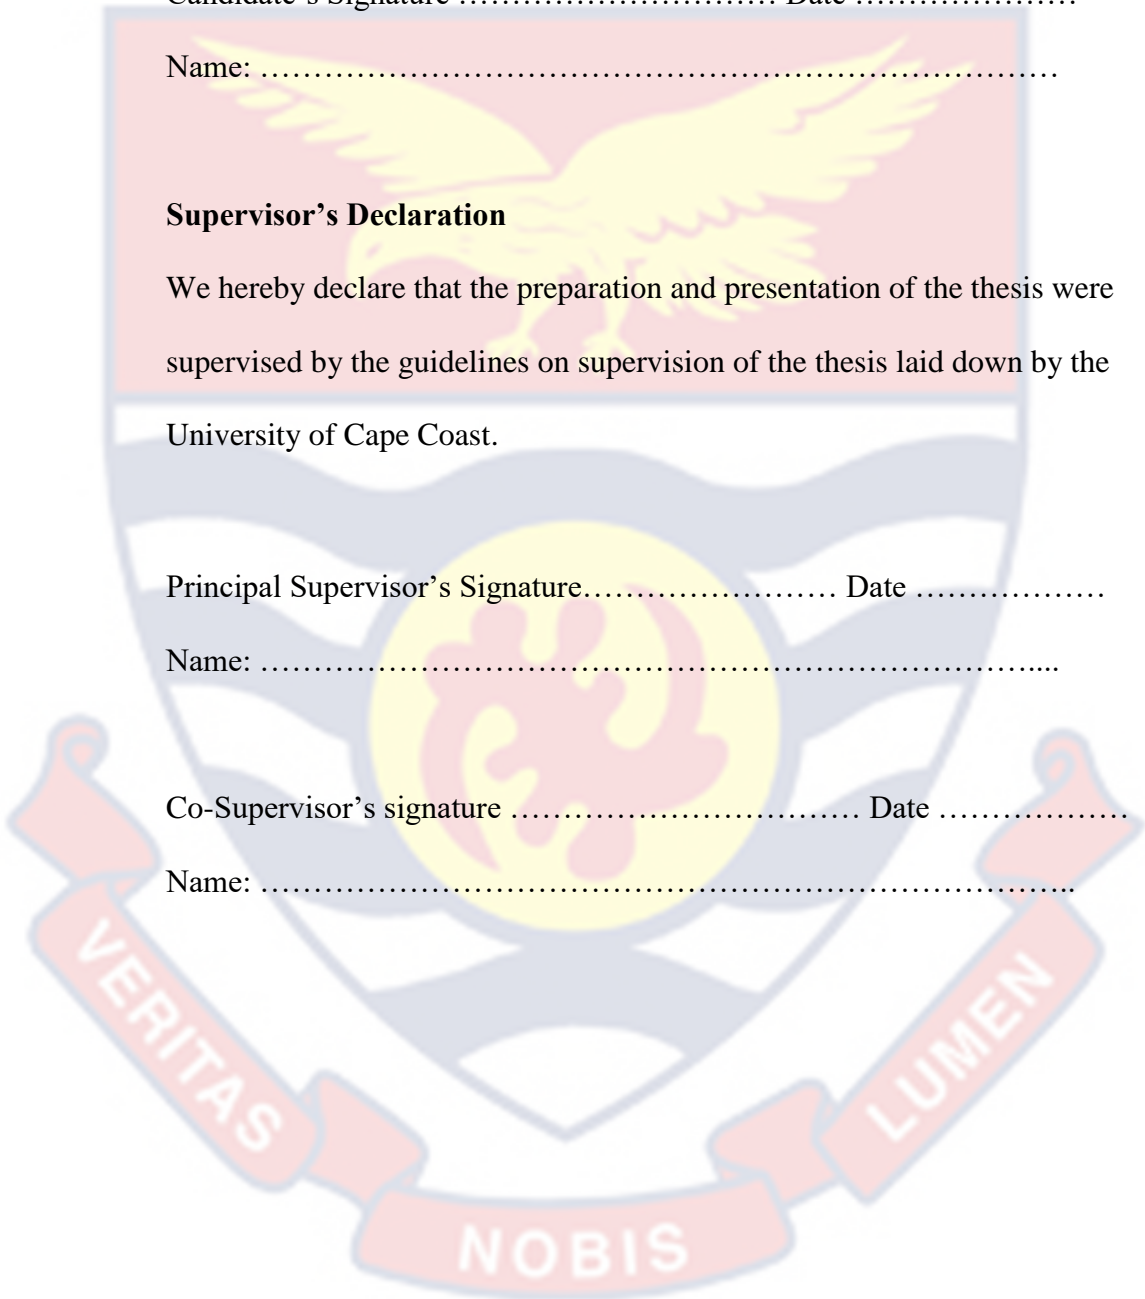 Candidate’s Signature ………………………… Date …………………
Name: …………………………………………………………………
Supervisor’s Declaration
We hereby declare that the preparation and presentation of the thesis were
supervised by the guidelines on supervision of the thesis laid down by the
University of Cape Coast.
Principal Supervisor’s Signature…………………… Date ………………
Name: ………………………………………………………………....
Co-Supervisor’s signature …………………………… Date ………………
Name: …………………………………………………………………..
VERITAS
NOBIS
LUMEN